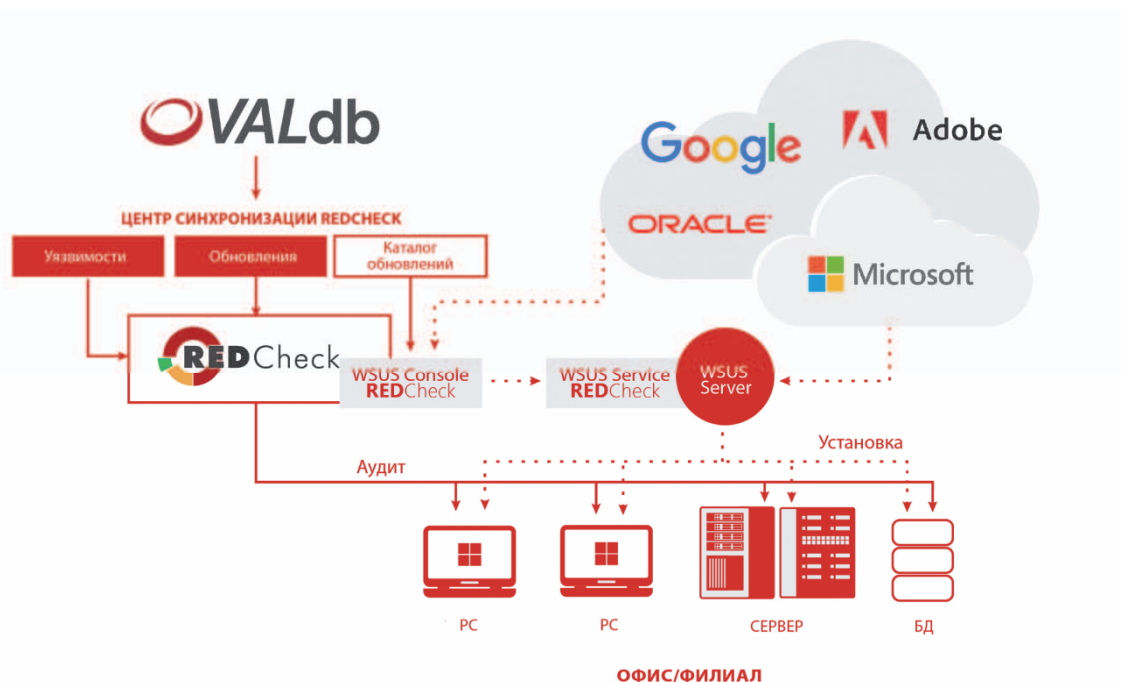 OVALdb
Google
Adobe
ORACLE
Microsoft
ЦЕНТР СИНХРОНИЗАЦИИ REDCHECK
Уязвимости
Обновления
Каталог
обновлений
REDCheck
WSUS Console
REDCheck
WSUS Service
REDCheck
WSUS
Server
Установка
Аудит
PC
PC
СЕРВЕР
БД
ОФИС/ФИЛИАЛ